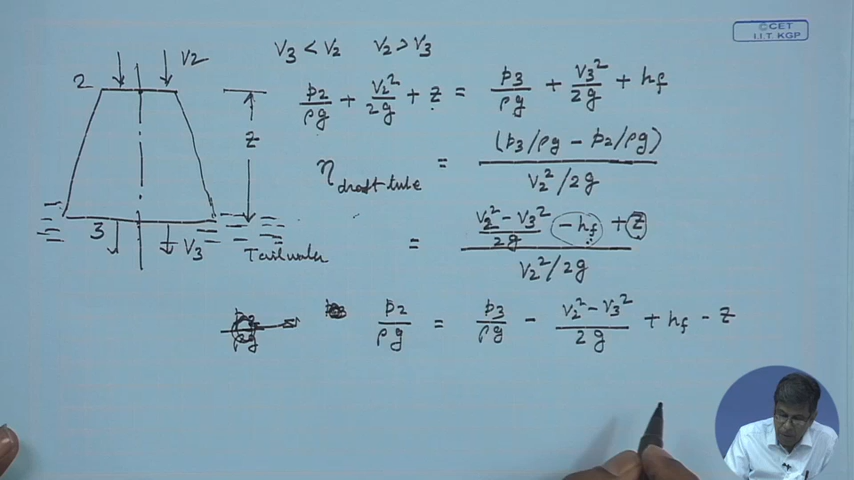 ©CET
I.I.T. KGP
V3 < V2 V2 > V3
2 V2
p2/ρg + V2²/2g + z = p3/ρg + V3²/2g + hf
z
η draft tube = (p3/ρg − p2/ρg) / V2²/2g
= (V2² − V3²)/2g − hf + z / V2²/2g
3 V3 Tail water
p2/ρg = p3/ρg − (V2² − V3²)/2g + hf − z